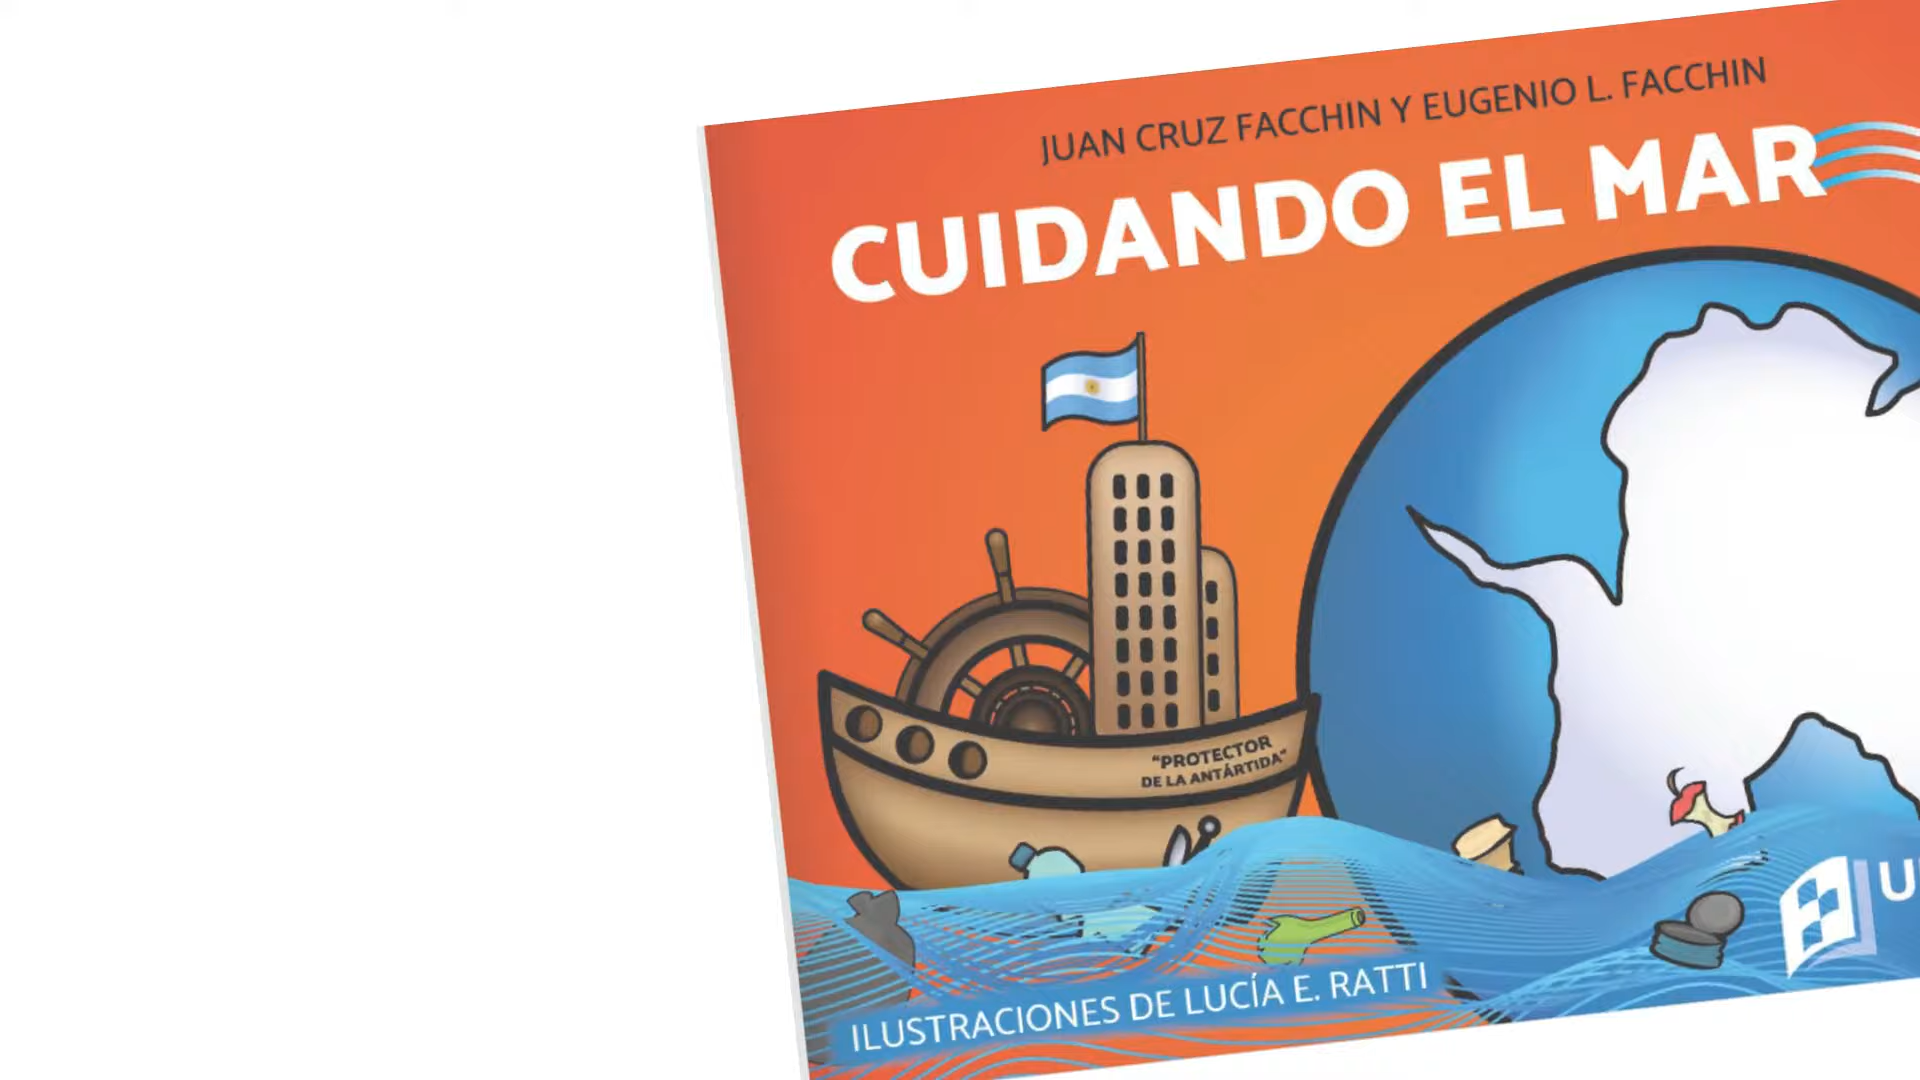 JUAN CRUZ FACCHIN Y EUGENIO L. FACCHIN
CUIDANDO EL MAR
"PROTECTOR
DE LA ANTÁRTIDA"
ILUSTRACIONES DE LUCÍA E. RATTI